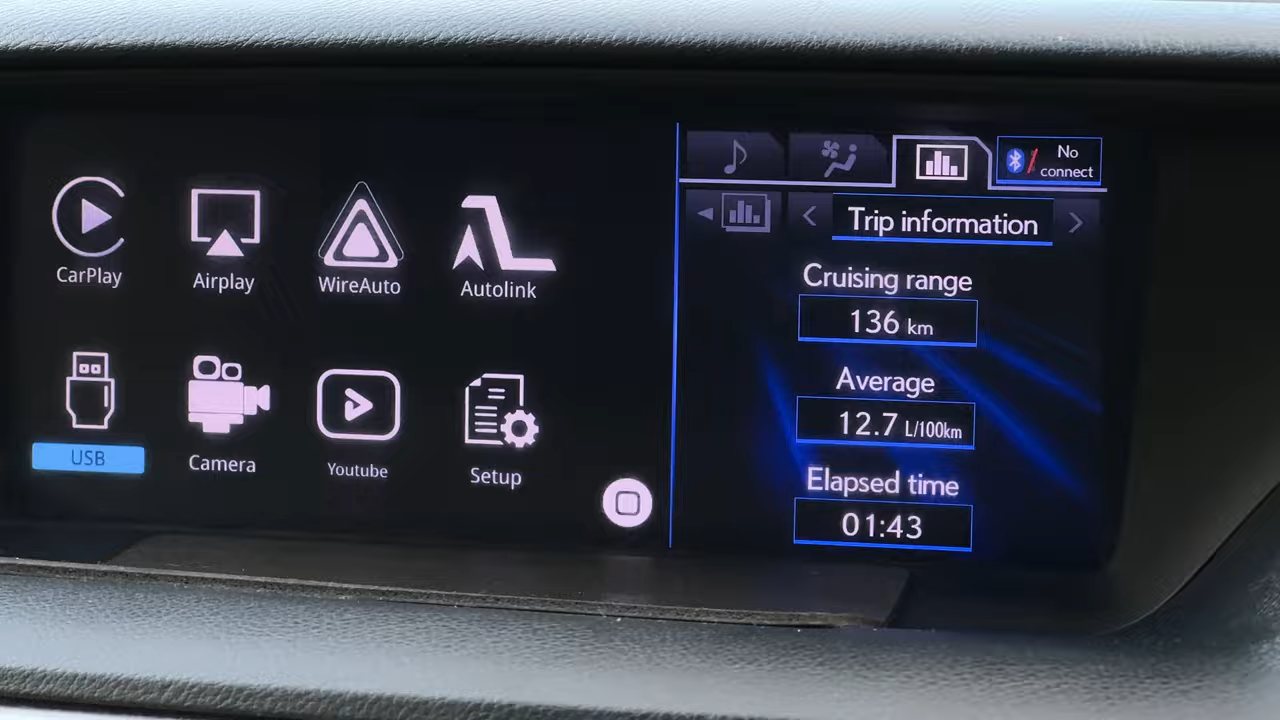 CarPlay
Airplay
WireAuto
Autolink
USB
Camera
Youtube
Setup
No
connect
Trip information
Cruising range
136 km
Average
12.7 L/100km
Elapsed time
01:43